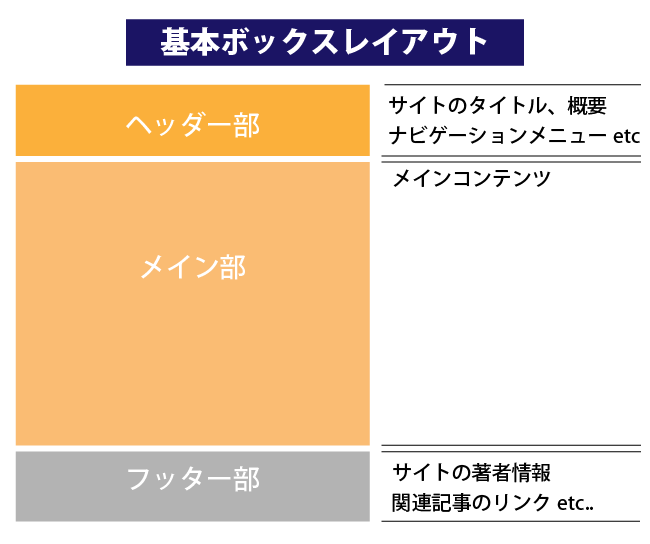 基本ボックスレイアウト
ヘッダー部
サイトのタイトル、概要
ナビゲーションメニュー etc
メイン部
メインコンテンツ
フッター部
サイトの著者情報
関連記事のリンク etc..